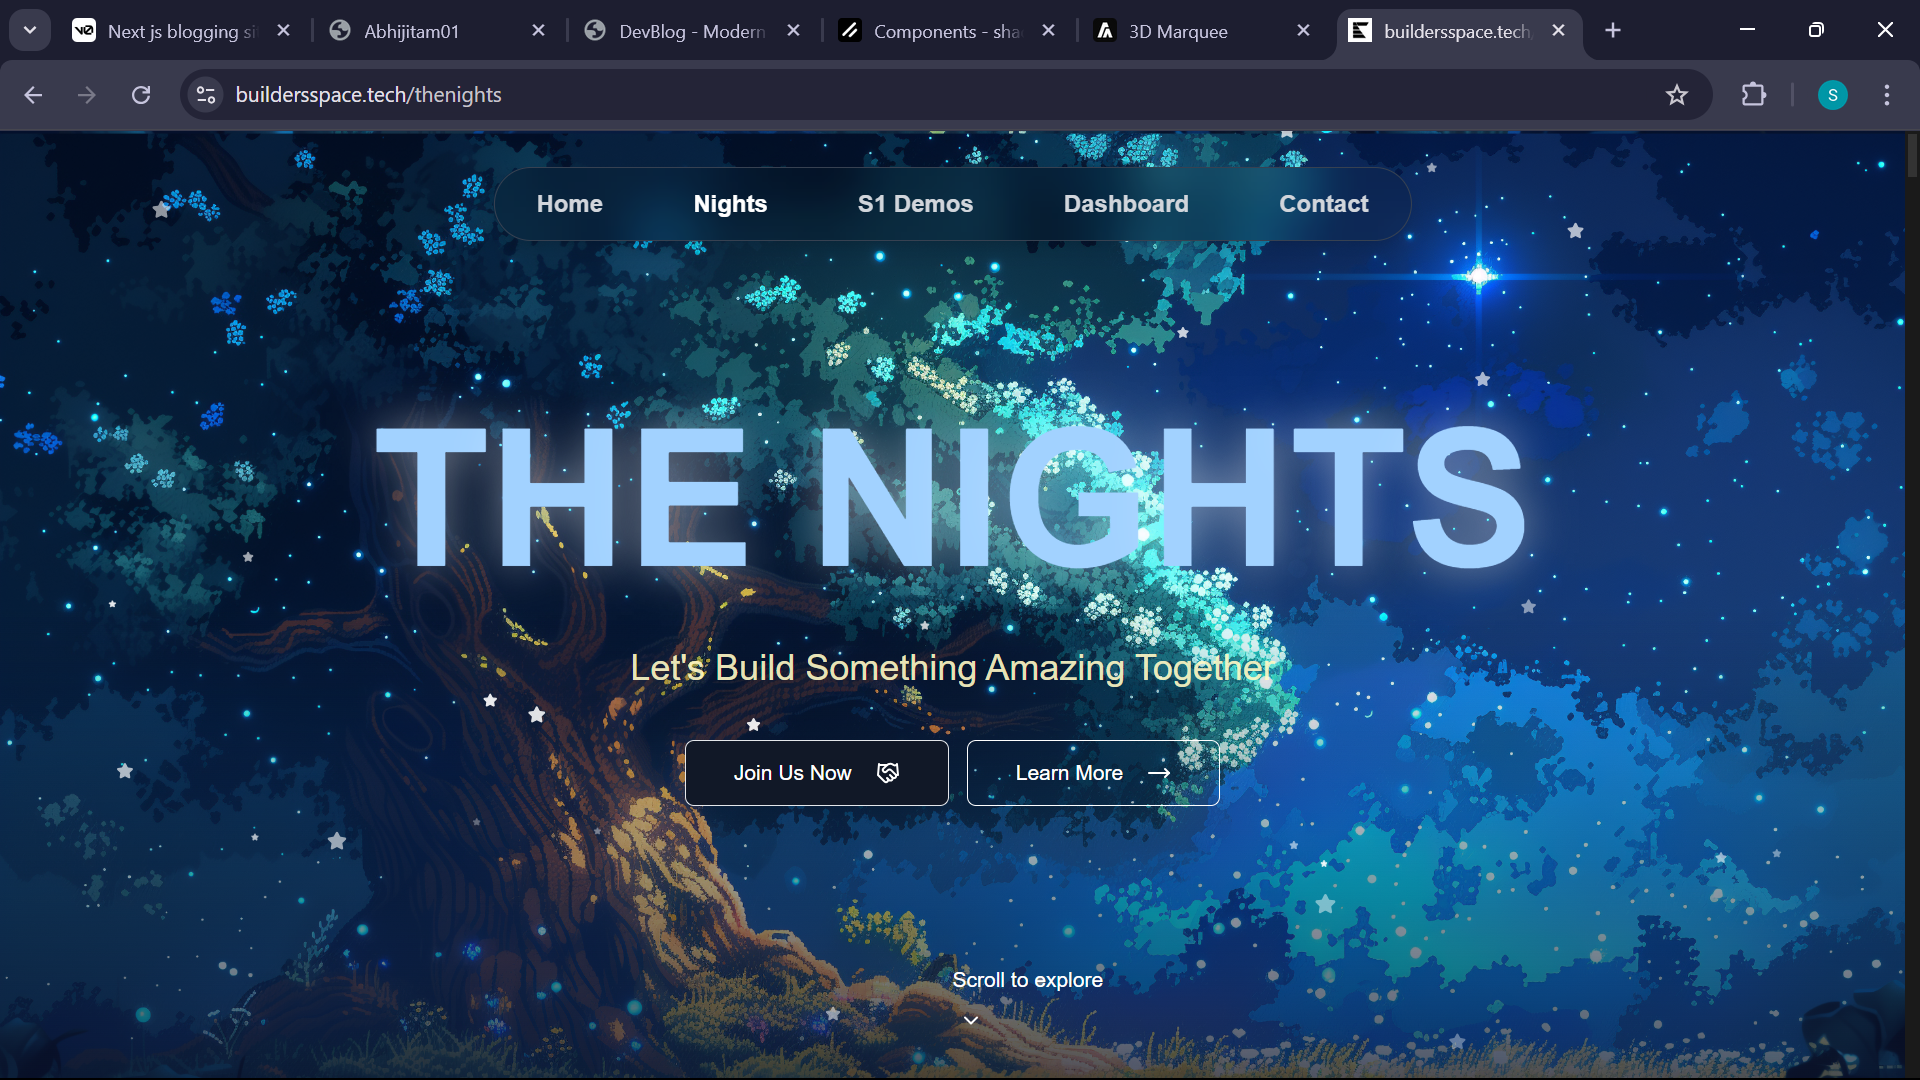 Next js blogging si
Abhijitam01
DevBlog - Modern
Components - sha
3D Marquee
buildersspace.tech/
buildersspace.tech/thenights
S
Home
Nights
S1 Demos
Dashboard
Contact
THE NIGHTS
Let's Build Something Amazing Together
Join Us Now
Learn More
Scroll to explore